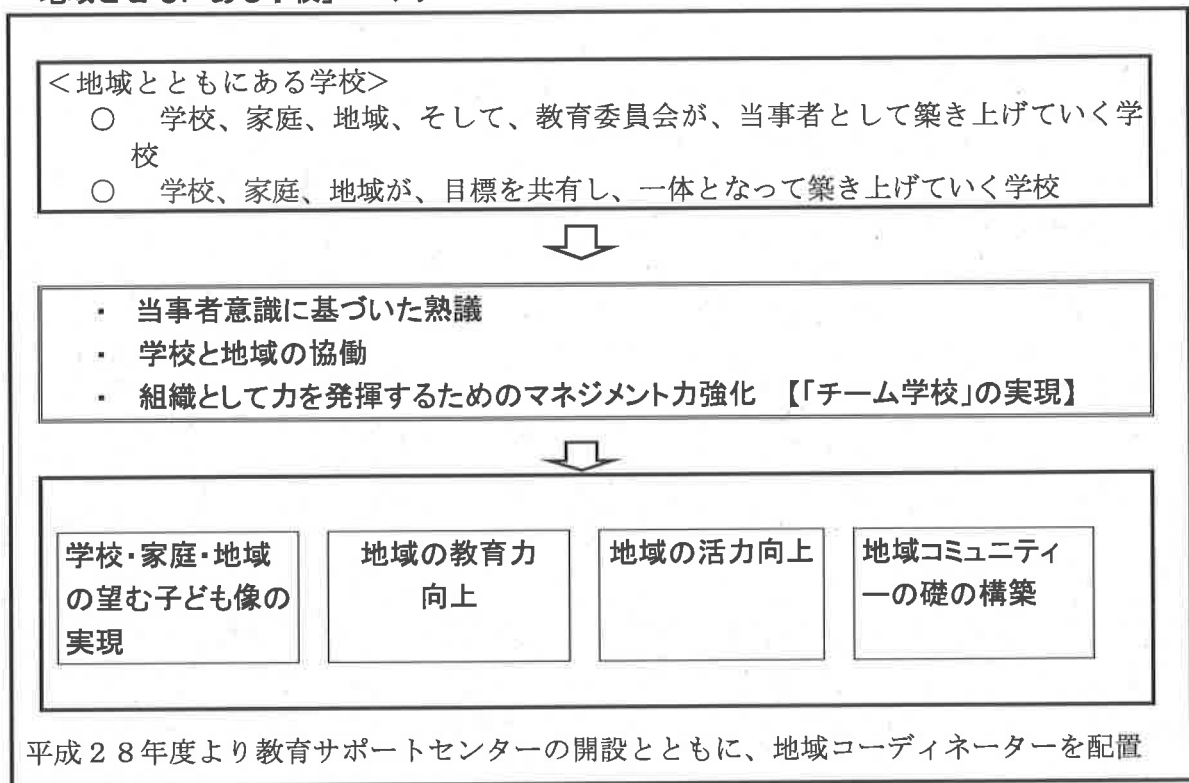 ＜地域とともにある学校＞
○　学校、家庭、地域、そして、教育委員会が、当事者として築き上げていく学
校
○　学校、家庭、地域が、目標を共有し、一体となって築き上げていく学校
・　当事者意識に基づいた熟議
・　学校と地域の協働
・　組織として力を発揮するためのマネジメント力強化　【「チーム学校」の実現】
学校・家庭・地域
の望む子ども像の
実現
地域の教育力
向上
地域の活力向上
地域コミュニティ
ーの礎の構築
平成２８年度より教育サポートセンターの開設とともに、地域コーディネーターを配置